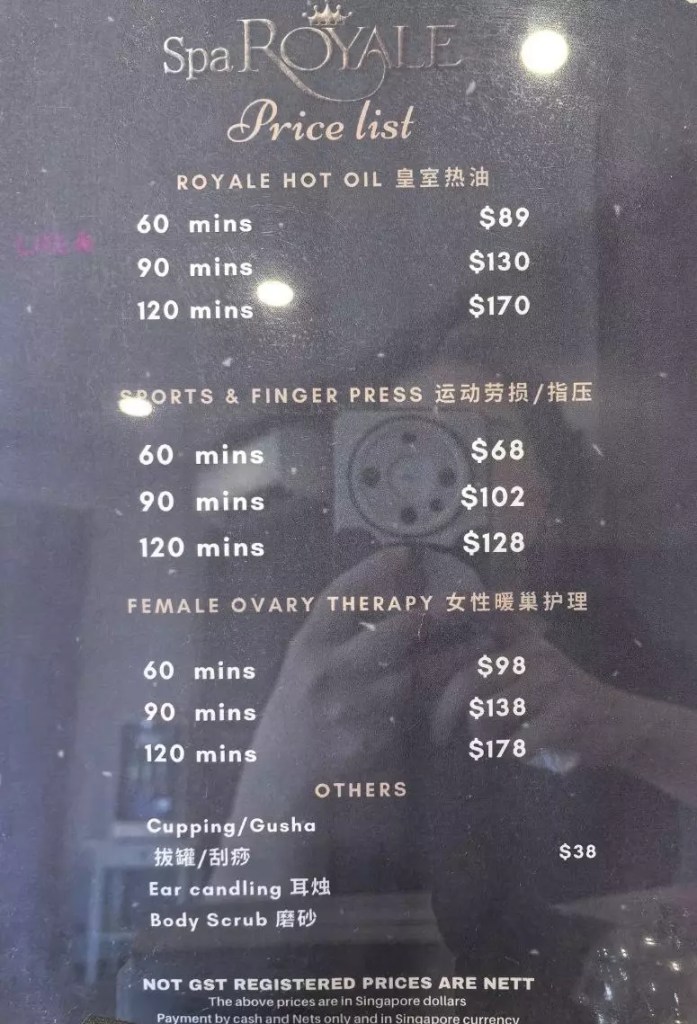 Spa ROYALE
Price list
ROYALE HOT OIL 皇室热油
60 mins $89
90 mins $130
120 mins $170
SPORTS & FINGER PRESS 运动劳损/指压
60 mins $68
90 mins $102
120 mins $128
FEMALE OVARY THERAPY 女性暖巢护理
60 mins $98
90 mins $138
120 mins $178
OTHERS
Cupping/Gusha
拔罐/刮痧 $38
Ear candling 耳烛
Body Scrub 磨砂
NOT GST REGISTERED PRICES ARE NETT
The above prices are in Singapore dollars
Payment by cash and Nets only and in Singapore currency